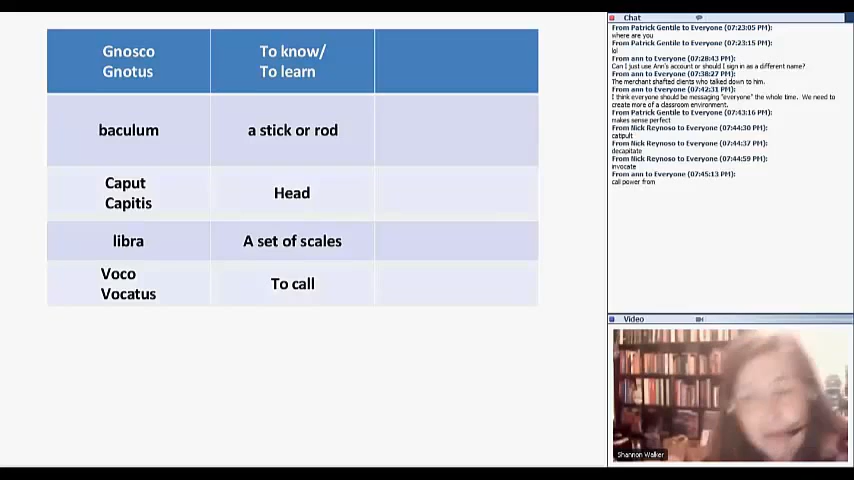 Gnosco
Gnotus
To know/
To learn
baculum
a stick or rod
Caput
Capitis
Head
libra
A set of scales
Voco
Vocatus
To call
Chat
From Patrick Gentile to Everyone (07:23:05 PM):
where are you
From Patrick Gentile to Everyone (07:23:15 PM):
lol
From ann to Everyone (07:28:43 PM):
Can I just use Ann's account or should I sign in as a different name?
From ann to Everyone (07:38:27 PM):
The merchant shafted clients who talked down to him.
From ann to Everyone (07:42:31 PM):
I think everyone should be messaging "everyone" the whole time. We need to
create more of a classroom environment.
From Patrick Gentile to Everyone (07:43:16 PM):
makes sense perfect
From Nick Reynoso to Everyone (07:44:30 PM):
catipult
From Nick Reynoso to Everyone (07:44:37 PM):
decapitate
From Nick Reynoso to Everyone (07:44:59 PM):
invocate
From ann to Everyone (07:45:13 PM):
call power from
Video
Shannon Walker